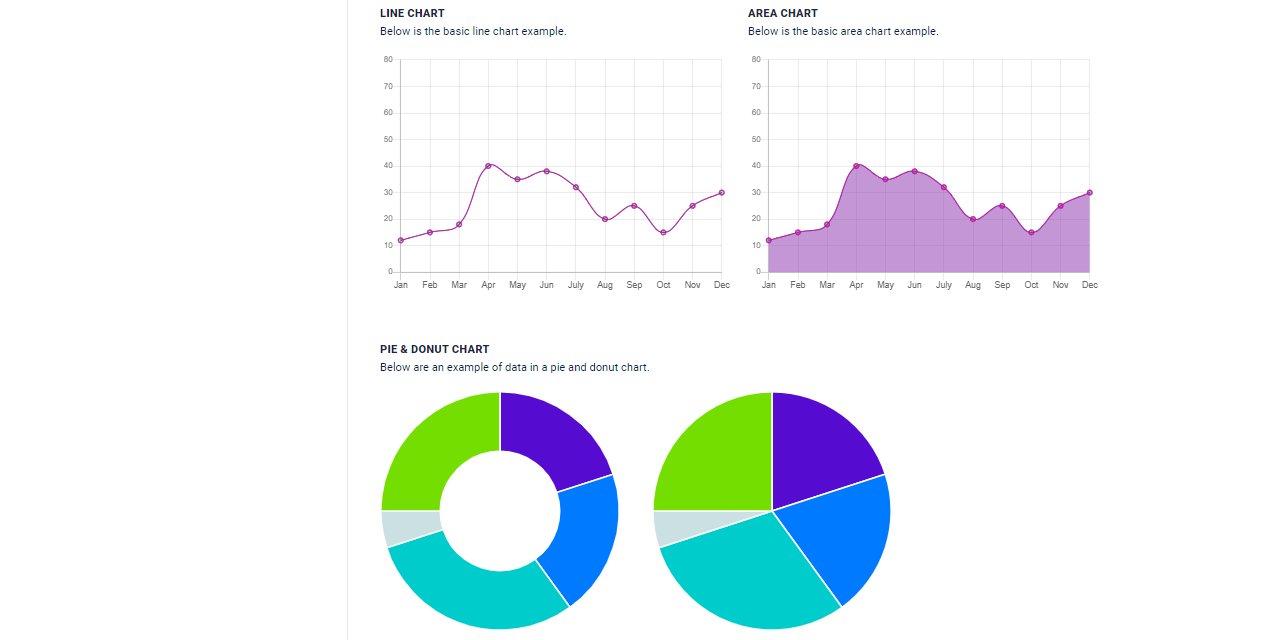 LINE CHART
Below is the basic line chart example.
80
70
60
50
40
30
20
10
0
Jan Feb Mar Apr May Jun July Aug Sep Oct Nov Dec
AREA CHART
Below is the basic area chart example.
80
70
60
50
40
30
20
10
0
Jan Feb Mar Apr May Jun July Aug Sep Oct Nov Dec
PIE & DONUT CHART
Below are an example of data in a pie and donut chart.